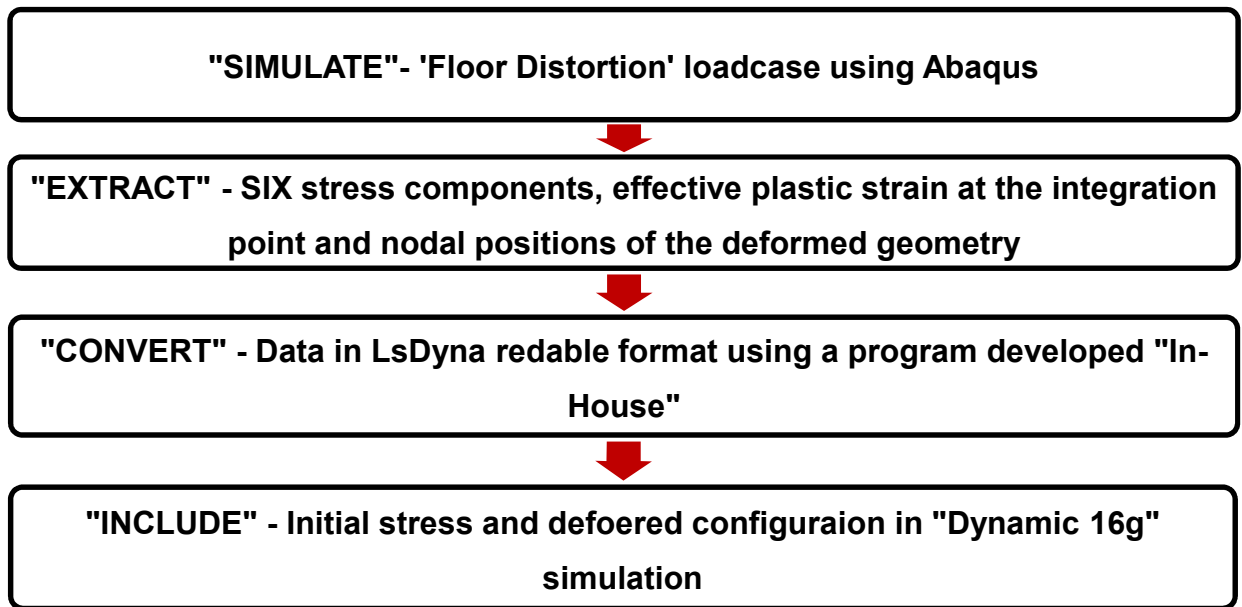 "SIMULATE"- 'Floor Distortion' loadcase using Abaqus
"EXTRACT" - SIX stress components, effective plastic strain at the integration
point and nodal positions of the deformed geometry
"CONVERT" - Data in LsDyna redable format using a program developed "In-
House"
"INCLUDE" - Initial stress and defoered configuraion in "Dynamic 16g"
simulation